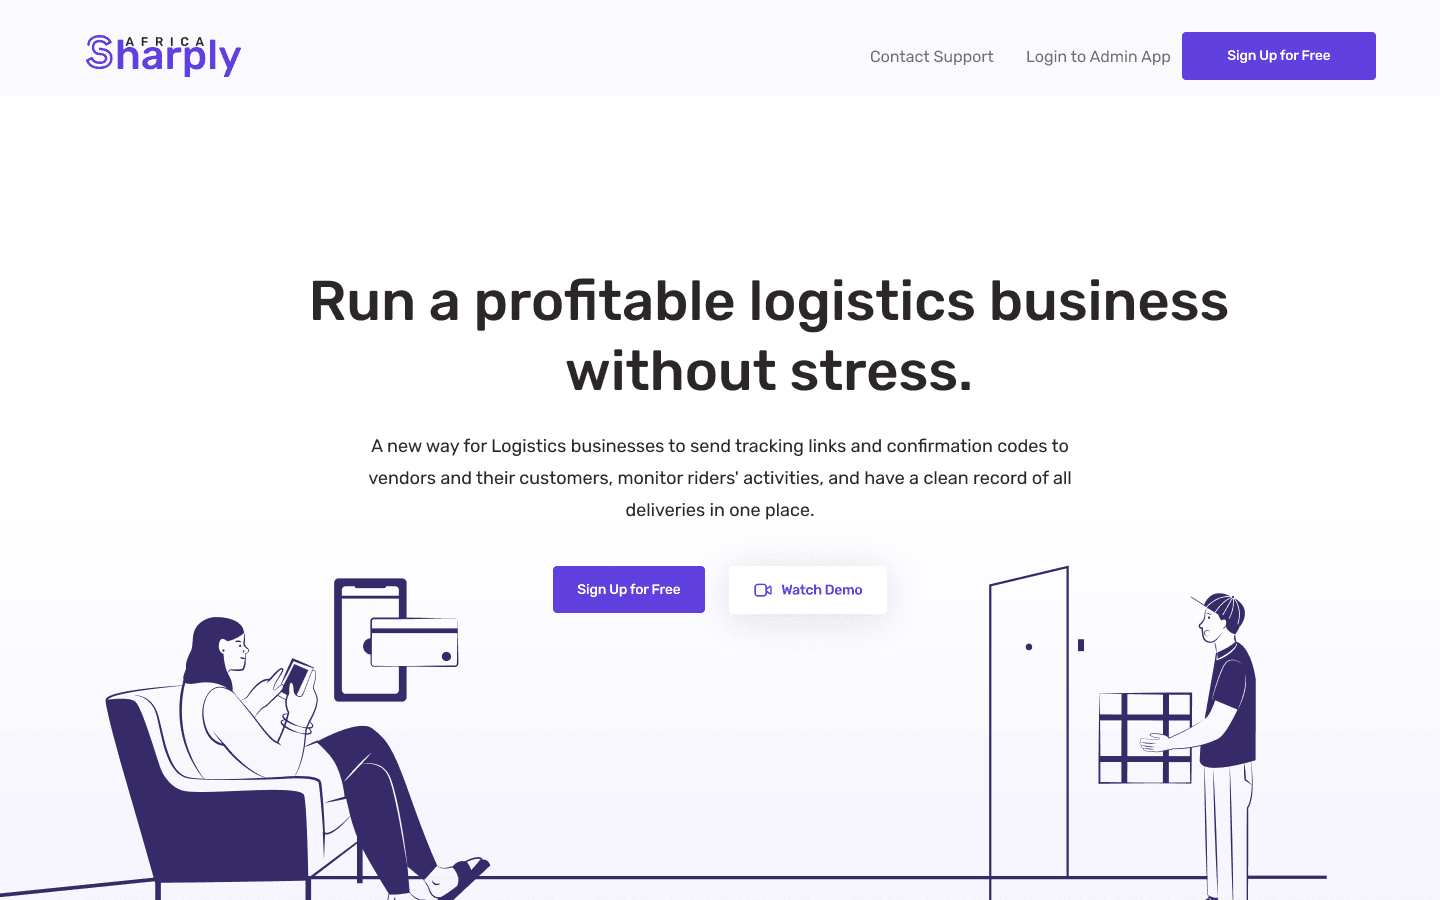 AFRICA
Sharply
Contact Support
Login to Admin App
Sign Up for Free
Run a profitable logistics business
without stress.
A new way for Logistics businesses to send tracking links and confirmation codes to
vendors and their customers, monitor riders' activities, and have a clean record of all
deliveries in one place.
Sign Up for Free
Watch Demo